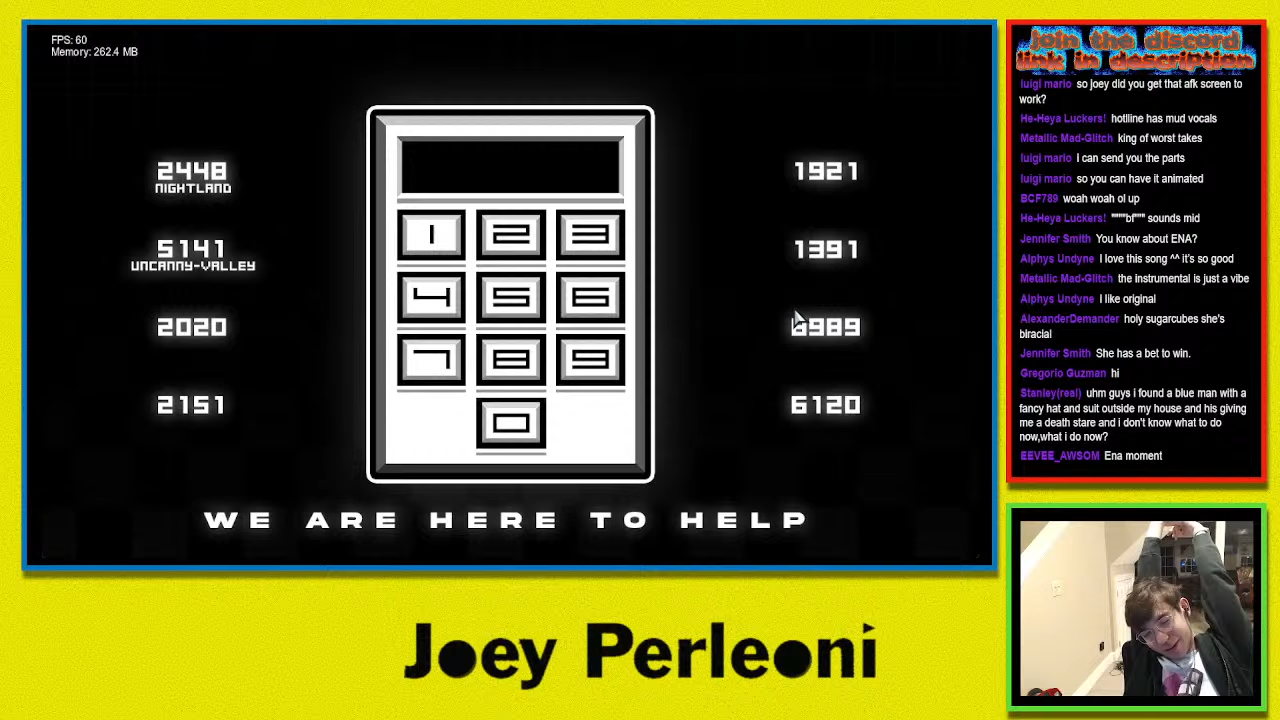 FPS: 60
Memory: 262.4 MB
2448
NIGHTLAND
5141
UNCANNY-VALLEY
2020
2151
1 2 3
4 5 6
7 8 9
0
1921
1391
6989
6120
WE ARE HERE TO HELP
Joey Perleoni
join the discord
link in description
luigi mario so joey did you get that afk screen to
work?
He-Heya Luckers! hotlline has mud vocals
Metallic Mad-Glitch king of worst takes
luigi mario I can send you the parts
luigi mario so you can have it animated
BCF789 woah woah ol up
He-Heya Luckers! """"bf"""" sounds mid
Jennifer Smith You know about ENA?
Alphys Undyne I love this song ^^ it's so good
Metallic Mad-Glitch the instrumental is just a vibe
Alphys Undyne I like original
AlexanderDemander holy sugarcubes she's
biracial
Jennifer Smith She has a bet to win.
Gregorio Guzman hi
Stanley(real) uhm guys i found a blue man with a
fancy hat and suit outside my house and his giving
me a death stare and i don't know what to do
now,what i do now?
EEVEE_AWSOM Ena moment